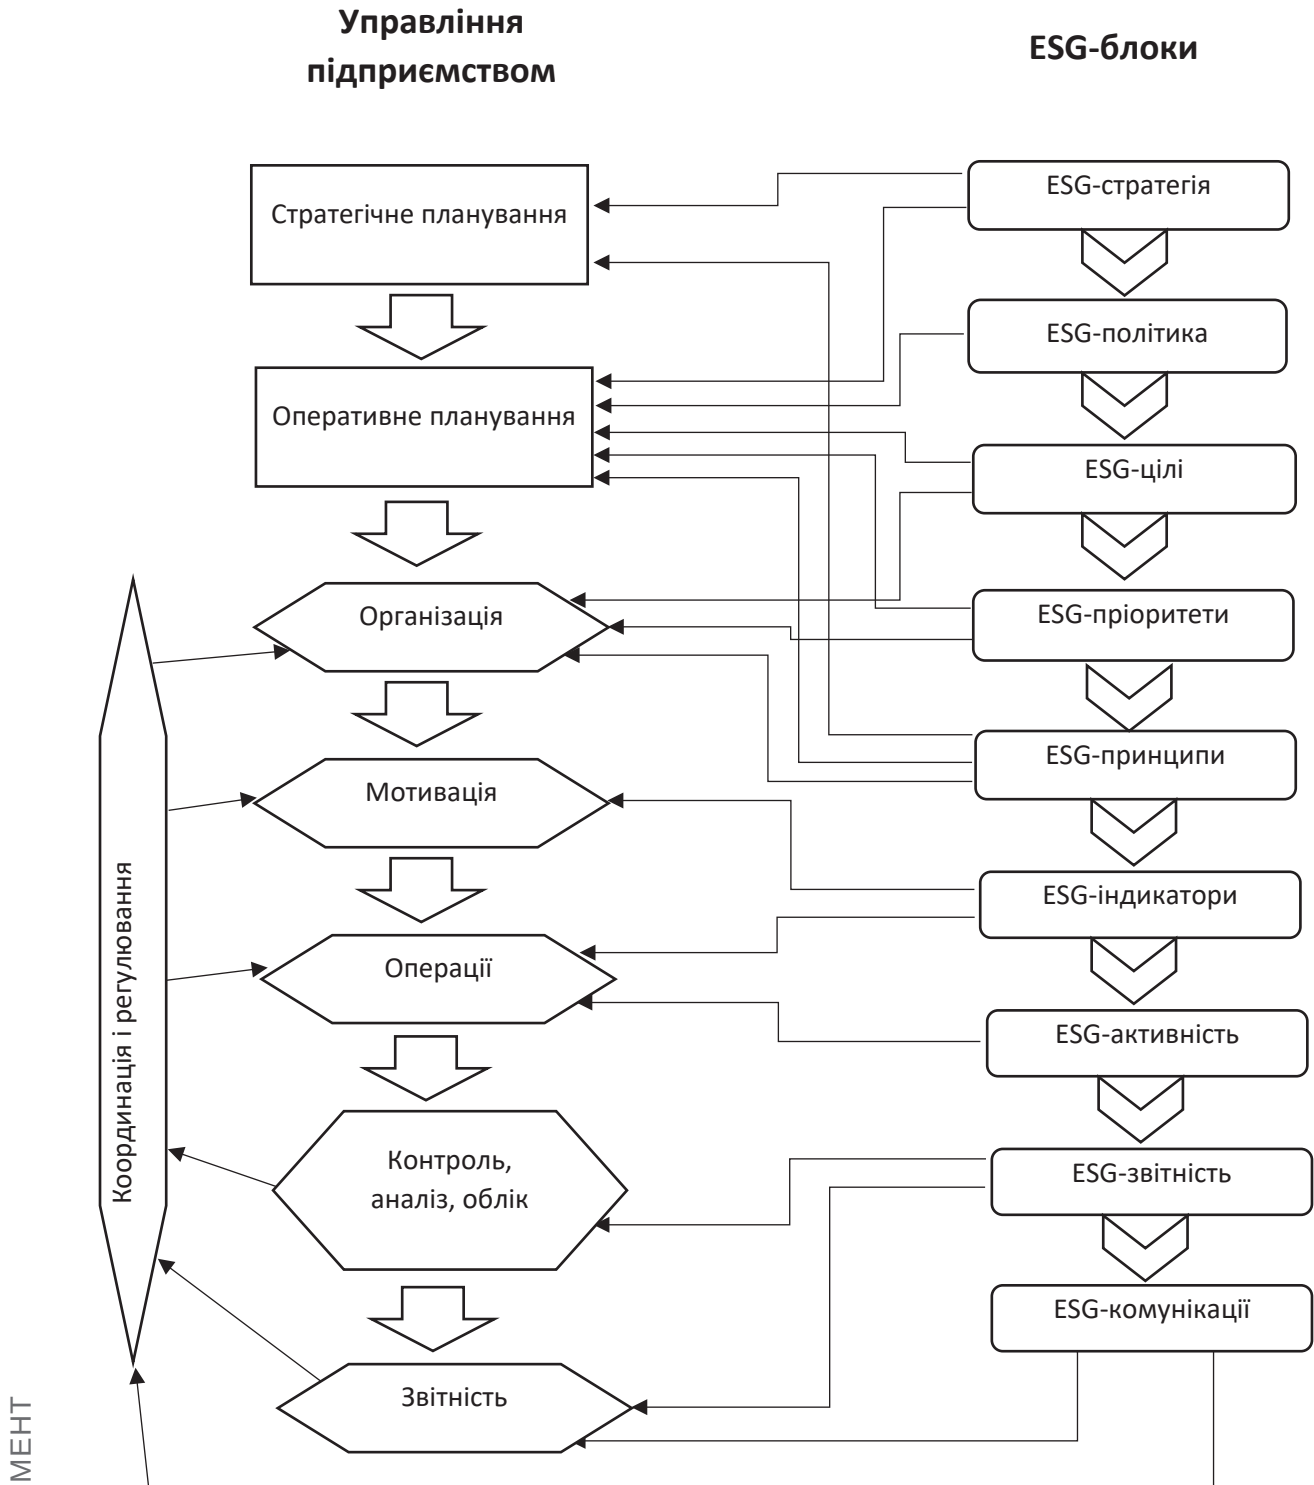 Управління
підприємством
ESG-блоки
Стратегічне планування
Оперативне планування
Організація
Мотивація
Операції
Контроль,
аналіз, облік
Звітність
Координація і регулювання
ESG-стратегія
ESG-політика
ESG-цілі
ESG-пріоритети
ESG-принципи
ESG-індикатори
ESG-активність
ESG-звітність
ESG-комунікації
МЕНТ